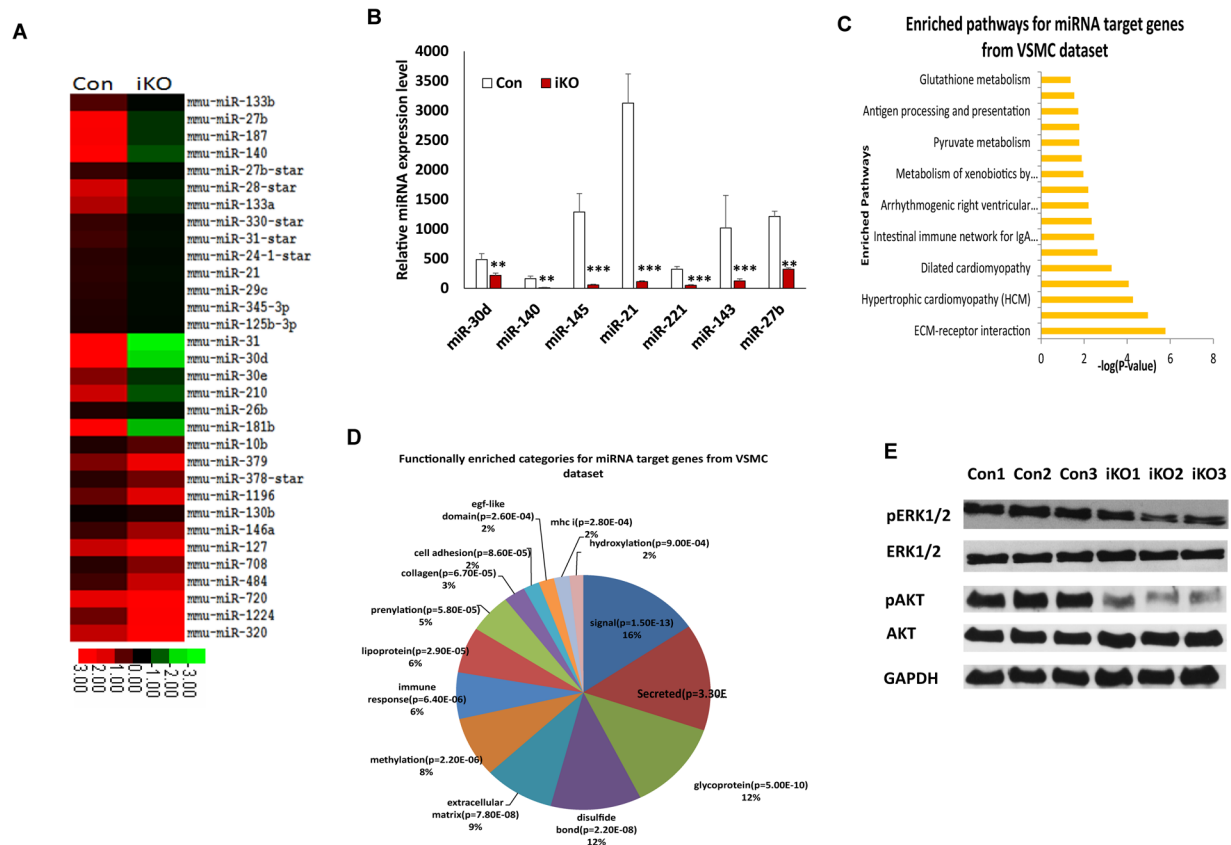 A
Con iKO
mmu-miR-133b
mmu-miR-27b
mmu-miR-187
mmu-miR-140
mmu-miR-27b-star
mmu-miR-28-star
mmu-miR-133a
mmu-miR-330-star
mmu-miR-31-star
mmu-miR-24-1-star
mmu-miR-21
mmu-miR-29c
mmu-miR-345-3p
mmu-miR-125b-3p
mmu-miR-31
mmu-miR-30d
mmu-miR-30e
mmu-miR-210
mmu-miR-26b
mmu-miR-181b
mmu-miR-10b
mmu-miR-379
mmu-miR-378-star
mmu-miR-1196
mmu-miR-130b
mmu-miR-146a
mmu-miR-127
mmu-miR-708
mmu-miR-484
mmu-miR-720
mmu-miR-1224
mmu-miR-320
3.00
2.00
1.00
0.00
-1.00
-2.00
-3.00
B
Relative miRNA expression level
4000
3500
3000
2500
2000
1500
1000
500
0
Con iKO
** ** *** *** *** *** **
miR-30d
miR-140
miR-145
miR-21
miR-221
miR-143
miR-27b
C
Enriched pathways for miRNA target genes
from VSMC dataset
Enriched Pathways
Glutathione metabolism
Antigen processing and presentation
Pyruvate metabolism
Metabolism of xenobiotics by...
Arrhythmogenic right ventricular...
Intestinal immune network for IgA...
Dilated cardiomyopathy
Hypertrophic cardiomyopathy (HCM)
ECM-receptor interaction
0 2 4 6 8
-log(P-value)
D
Functionally enriched categories for miRNA target genes from VSMC
dataset
signal(p=1.50E-13)
16%
Secreted(p=3.30E
glycoprotein(p=5.00E-10)
12%
disulfide
bond(p=2.20E-08)
12%
extracellular
matrix(p=7.80E-08)
9%
methylation(p=2.20E-06)
8%
immune
response(p=6.40E-06)
6%
lipoprotein(p=2.90E-05)
6%
prenylation(p=5.80E-05)
5%
collagen(p=6.70E-05)
3%
cell adhesion(p=8.60E-05)
2%
egf-like
domain(p=2.60E-04)
2%
mhc i(p=2.80E-04)
2%
hydroxylation(p=9.00E-04)
2%
E
Con1 Con2 Con3 iKO1 iKO2 iKO3
pERK1/2
ERK1/2
pAKT
AKT
GAPDH